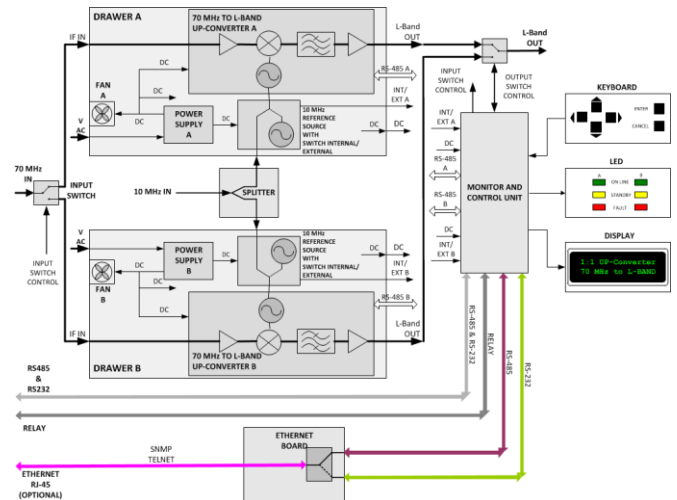 DRAWER A
70 MHz TO L-BAND
UP-CONVERTER A
IF IN
L-Band
OUT
L-Band
OUT
DC
DC
RS-485 A
FAN
A
DC
POWER
SUPPLY
A
DC
V
AC
10 MHz
REFERENCE
SOURCE
WITH
SWITCH INTERNAL/
EXTERNAL
INT/
EXT A
DC
DC
INPUT
SWITCH
CONTROL
OUTPUT
SWITCH
CONTROL
KEYBOARD
ENTER
CANCEL
INT/
EXT A
DC
RS-485
A
RS-485
B
DC
INT/
EXT B
MONITOR AND
CONTROL UNIT
LED
A
B
ON LINE
STANDBY
FAULT
DISPLAY
1:1 UP-Converter
70 MHz to L-BAND
70 MHz
IN
INPUT
SWITCH
10 MHz IN
SPLITTER
INPUT
SWITCH
CONTROL
V
AC
POWER
SUPPLY
B
DC
10 MHz
REFERENCE
SOURCE
WITH
SWITCH INTERNAL/
EXTERNAL
DC
DC
INT/
EXT B
FAN
B
DC
DC
DC
RS-485 B
IF IN
L-Band
OUT
70 MHZ TO L-BAND
UP-CONVERTER B
DRAWER B
RS-485 & RS-232
RELAY
RS-485
RS-232
RS485
&
RS232
RELAY
ETHERNET
BOARD
SNMP
TELNET
ETHERNET
RJ-45
(OPTIONAL)